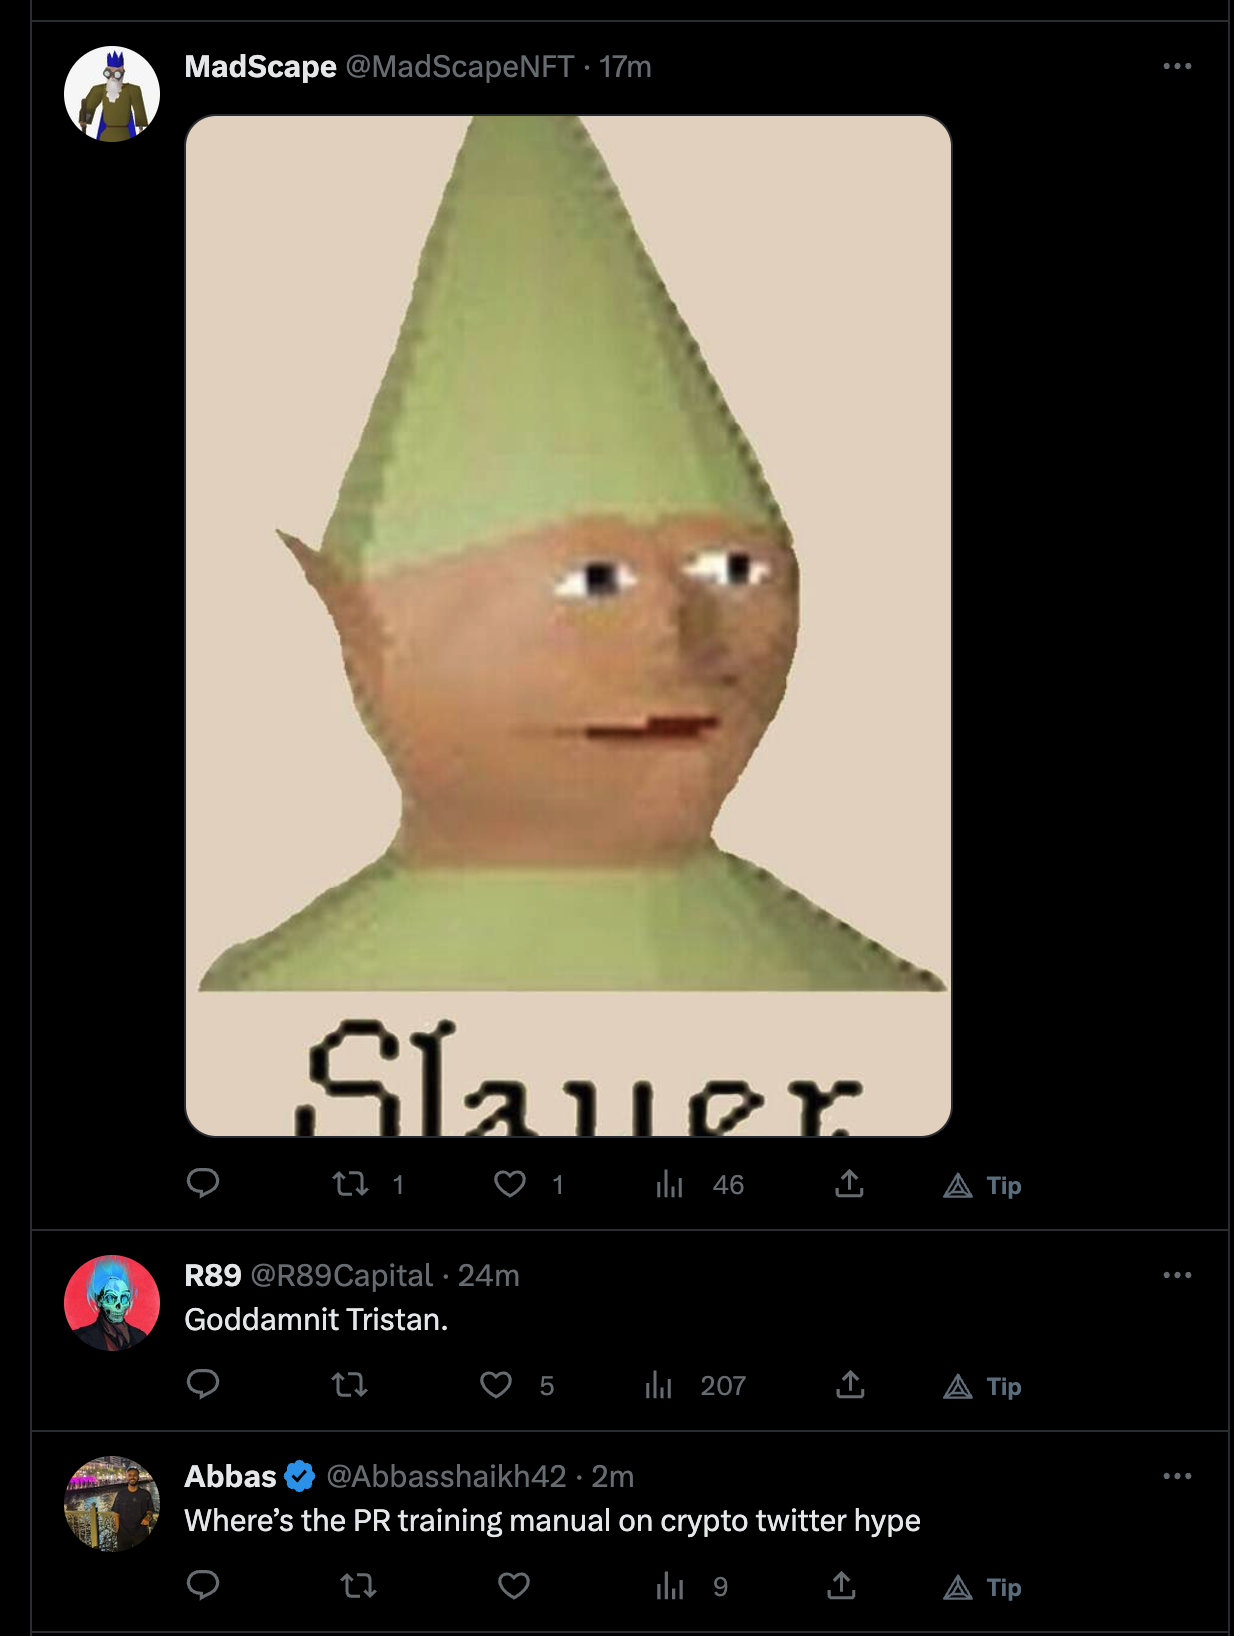 MadScape @MadScapeNFT · 17m
Slayer
1 1 46 Tip
R89 @R89Capital · 24m
Goddamnit Tristan.
5 207 Tip
Abbas @Abbasshaikh42 · 2m
Where's the PR training manual on crypto twitter hype
9 Tip